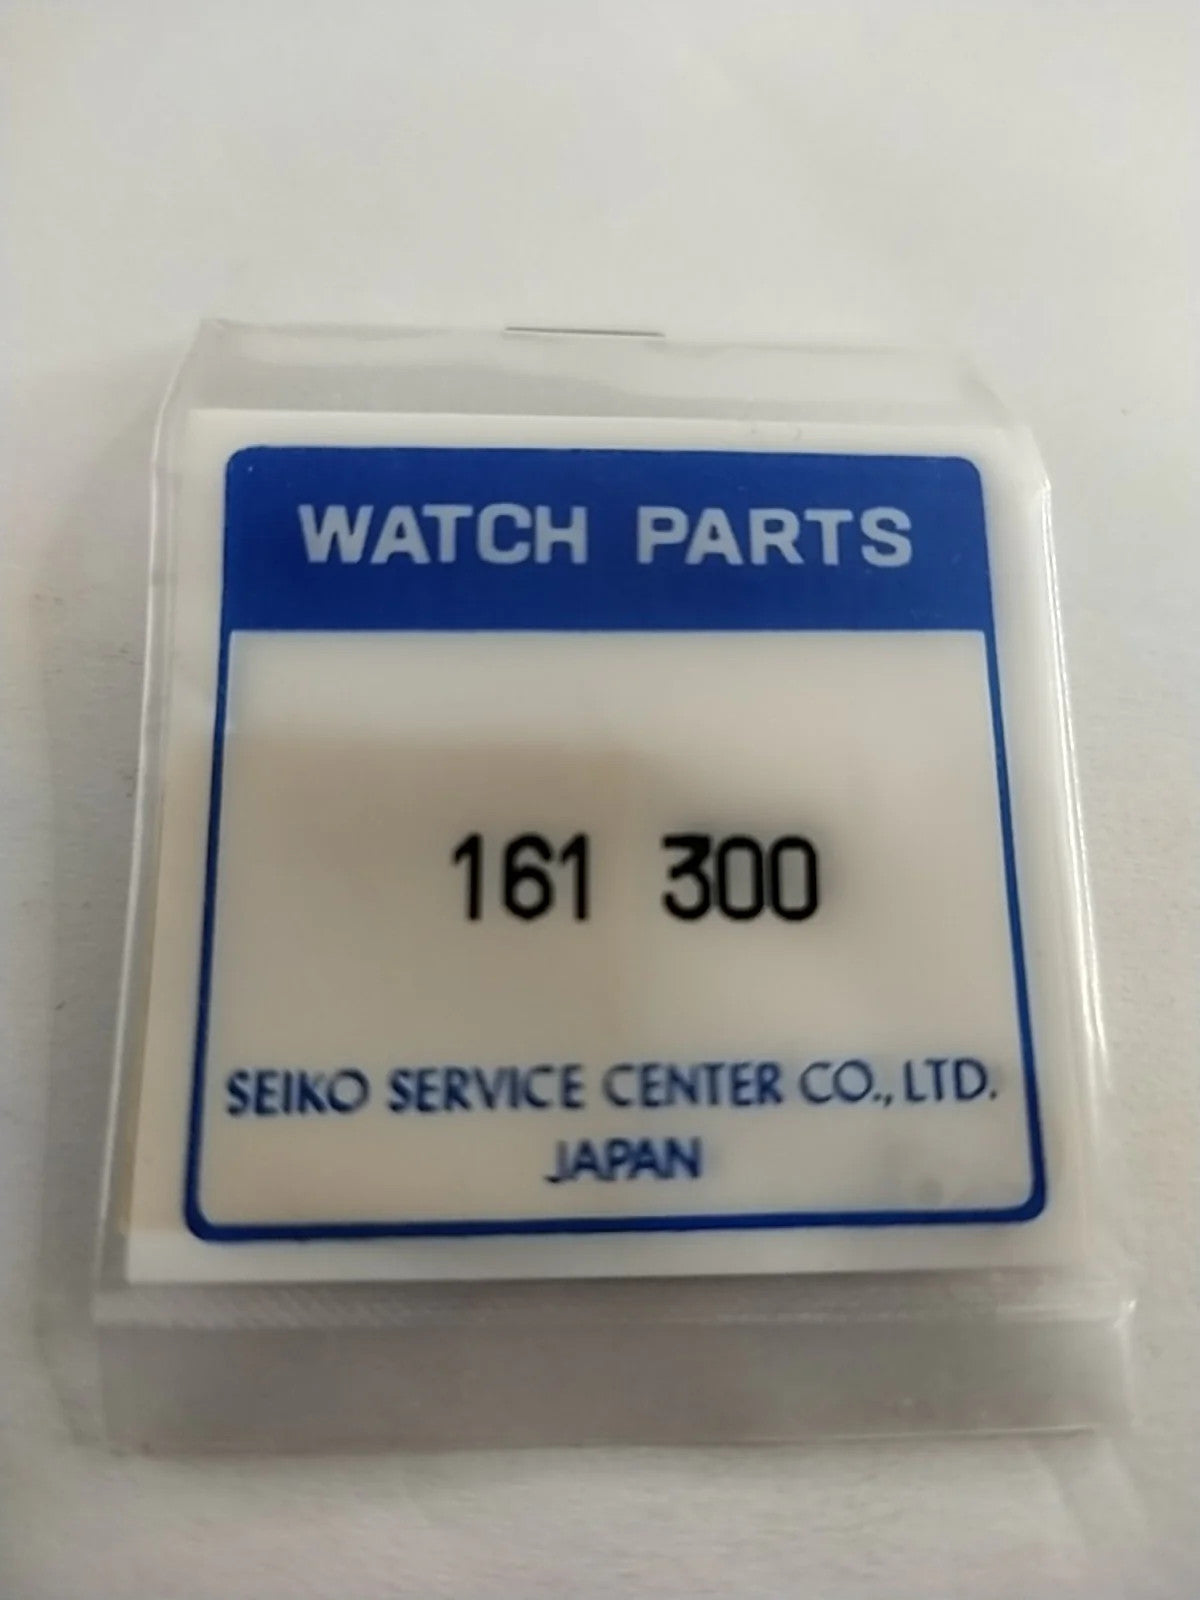 WATCH PARTS
161 300
SEIKO SERVICE CENTER CO., LTD.
JAPAN